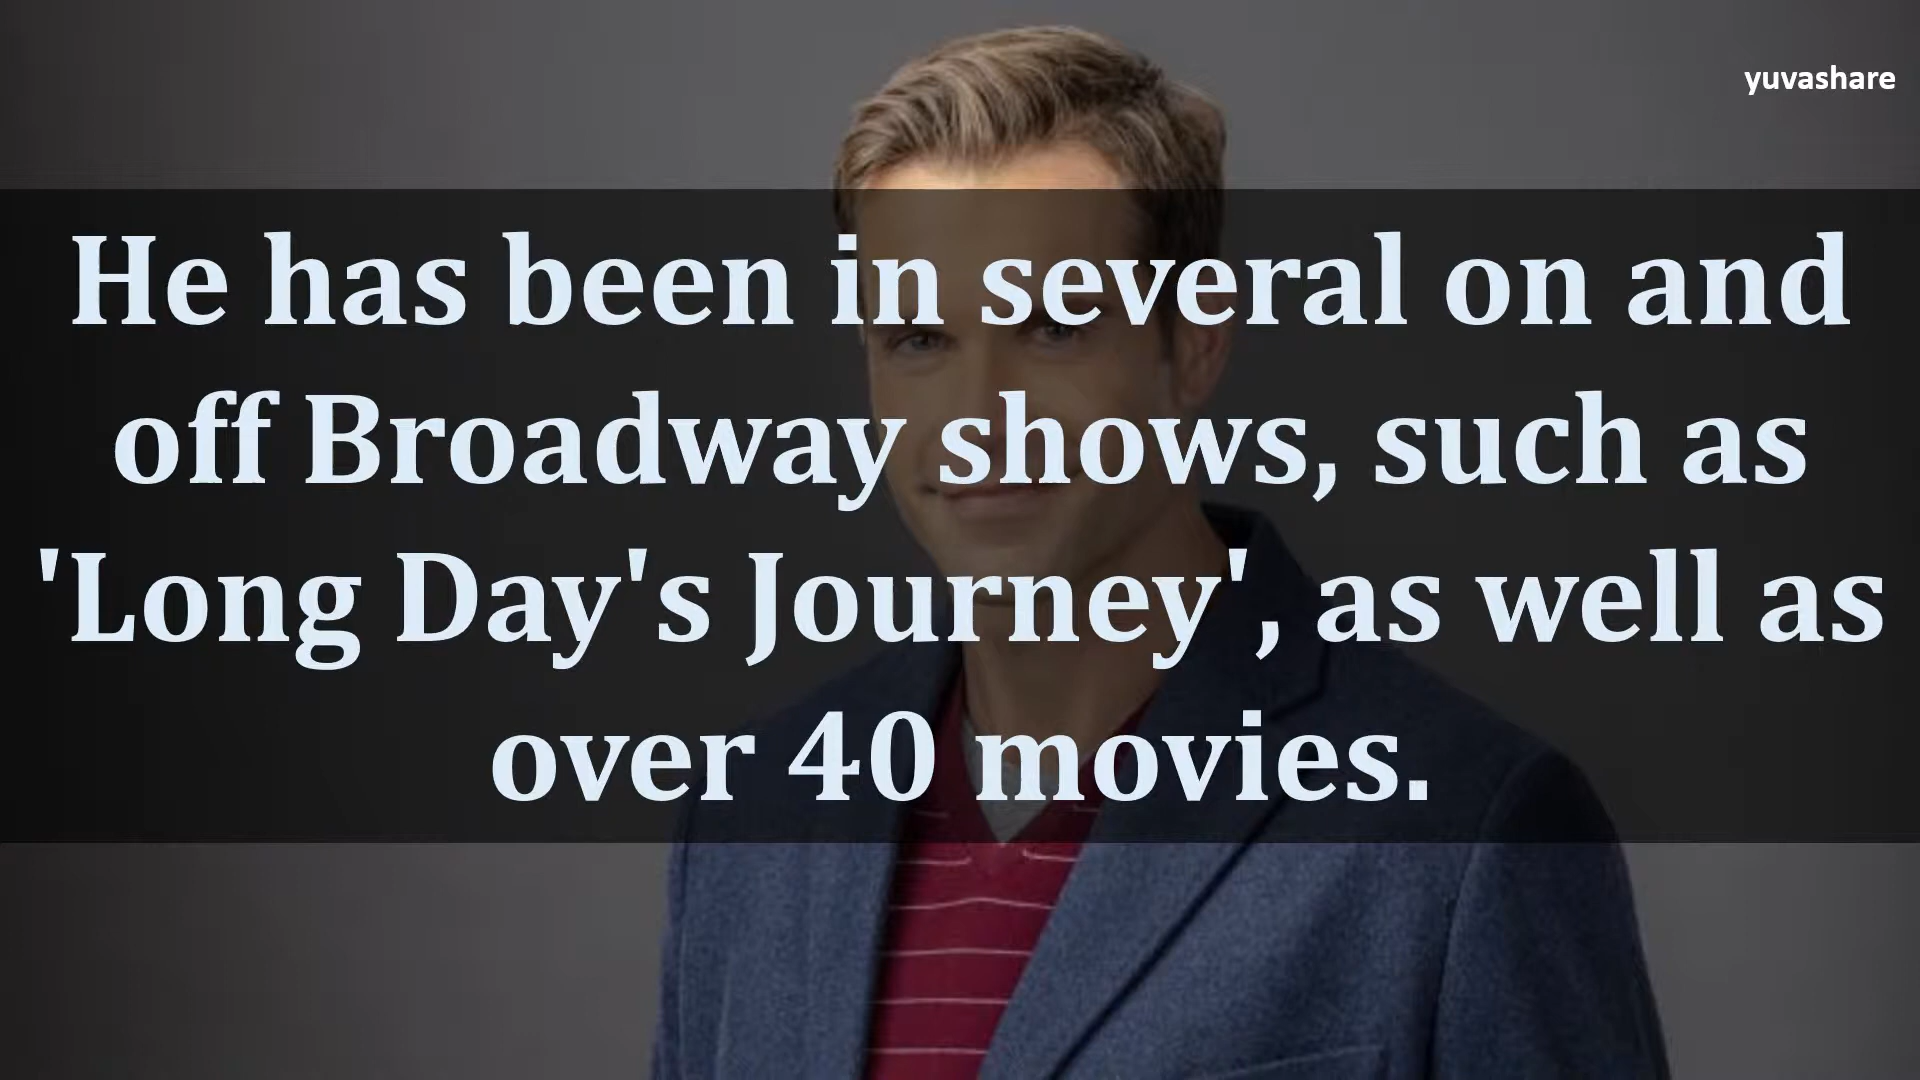 yuvashare
He has been in several on and
off Broadway shows, such as
'Long Day's Journey', as well as
over 40 movies.